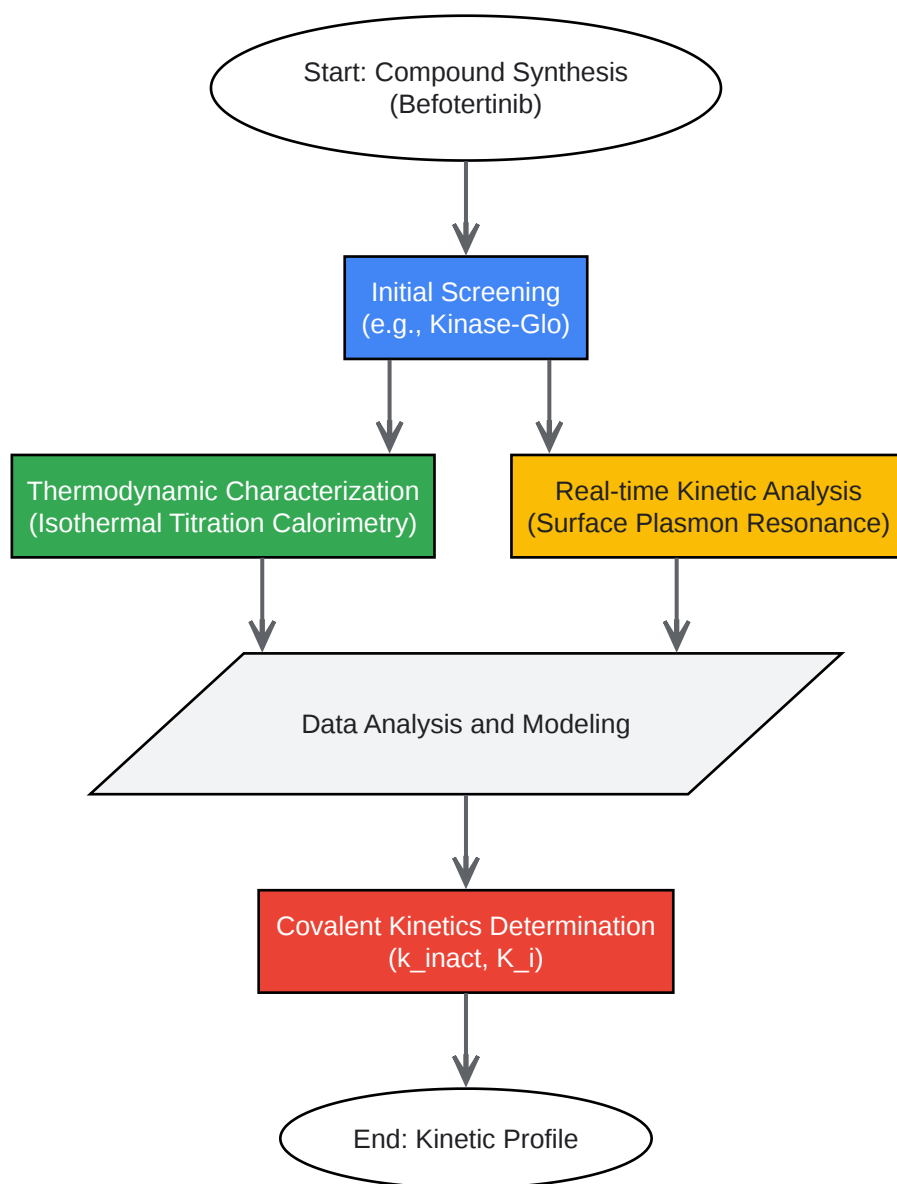 Start: Compound Synthesis
(Befotertinib)
Initial Screening
(e.g., Kinase-Glo)
Thermodynamic Characterization
(Isothermal Titration Calorimetry)
Real-time Kinetic Analysis
(Surface Plasmon Resonance)
Data Analysis and Modeling
Covalent Kinetics Determination
(k_inact, K_i)
End: Kinetic Profile